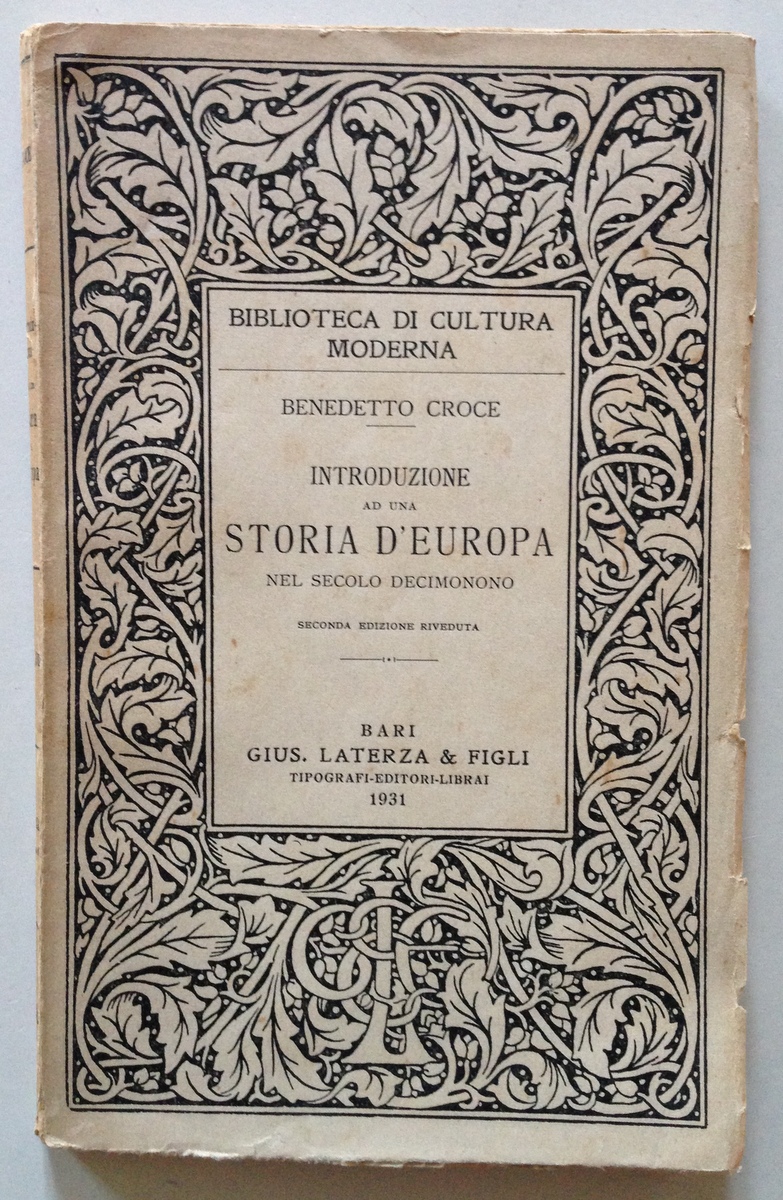 BIBLIOTECA DI CULTURA
MODERNA
BENEDETTO CROCE
INTRODUZIONE
AD UNA
STORIA D'EUROPA
NEL SECOLO DECIMONONO
SECONDA EDIZIONE RIVEDUTA
BARI
GIUS. LATERZA & FIGLI
TIPOGRAFI-EDITORI-LIBRAI
1931